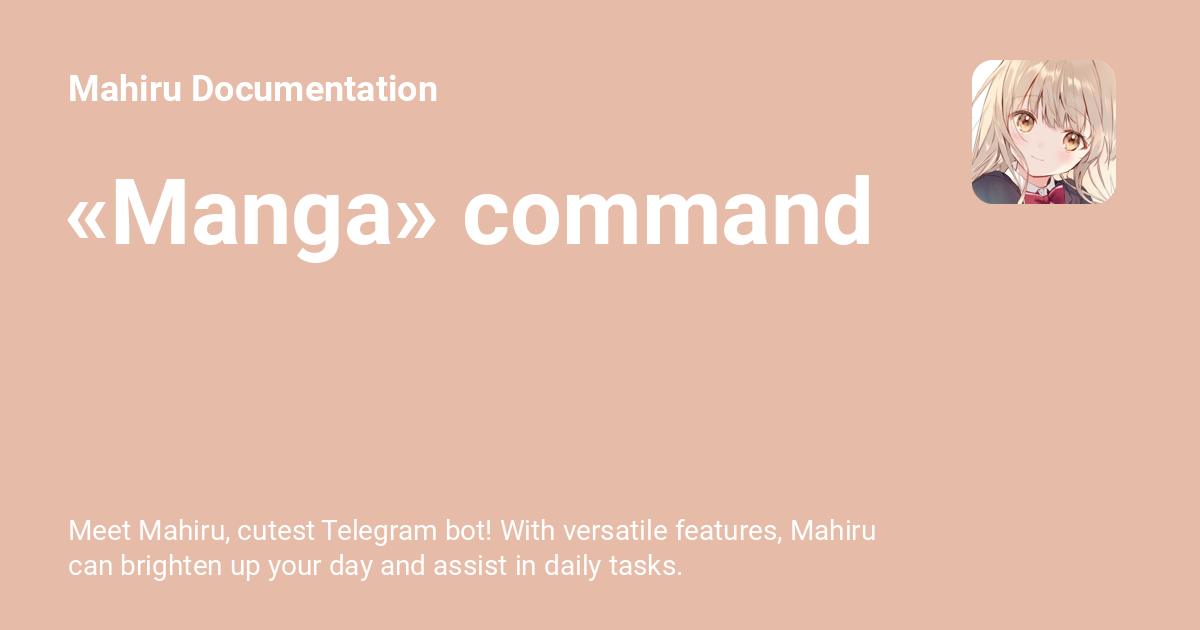 Mahiru Documentation
«Manga» command
Meet Mahiru, cutest Telegram bot! With versatile features, Mahiru
can brighten up your day and assist in daily tasks.